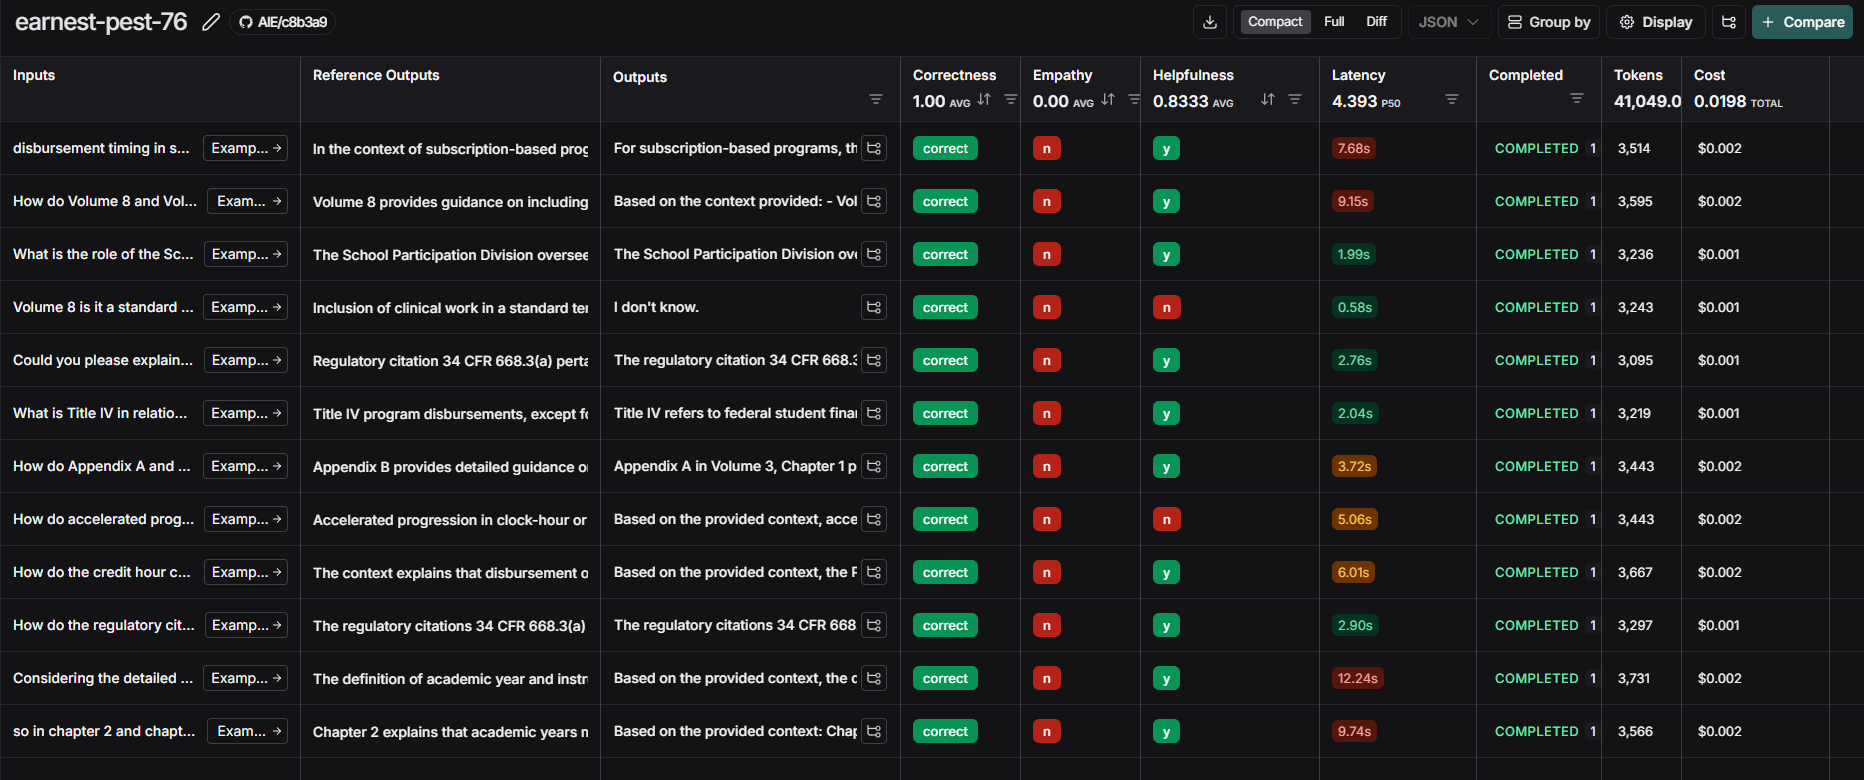 earnest-pest-76 AIE/c8b3a9 Compact Full Diff JSON Group by Display + Compare
Inputs Reference Outputs Outputs Correctness Empathy Helpfulness Latency Completed Tokens Cost
1.00 AVG 0.00 AVG 0.8333 AVG 4.393 P50 41,049.0 0.0198 TOTAL
disbursement timing in s... Examp... → In the context of subscription-based prog For subscription-based programs, th correct n y 7.68s COMPLETED 1 3,514 $0.002
How do Volume 8 and Vol... Exam... → Volume 8 provides guidance on including Based on the context provided: - Vol correct n y 9.15s COMPLETED 1 3,595 $0.002
What is the role of the Sc... Examp... → The School Participation Division oversee The School Participation Division ove correct n y 1.99s COMPLETED 1 3,236 $0.001
Volume 8 is it a standard ... Examp... → Inclusion of clinical work in a standard ter I don't know. correct n n 0.58s COMPLETED 1 3,243 $0.001
Could you please explain... Examp... → Regulatory citation 34 CFR 668.3(a) perta The regulatory citation 34 CFR 668.3 correct n y 2.76s COMPLETED 1 3,095 $0.001
What is Title IV in relatio... Examp... → Title IV program disbursements, except fo Title IV refers to federal student finan correct n y 2.04s COMPLETED 1 3,219 $0.001
How do Appendix A and ... Examp... → Appendix B provides detailed guidance on Appendix A in Volume 3, Chapter 1 p correct n y 3.72s COMPLETED 1 3,443 $0.002
How do accelerated prog... Examp... → Accelerated progression in clock-hour or Based on the provided context, acce correct n n 5.06s COMPLETED 1 3,443 $0.002
How do the credit hour c... Examp... → The context explains that disbursement o Based on the provided context, the F correct n y 6.01s COMPLETED 1 3,667 $0.002
How do the regulatory cit... Examp... → The regulatory citations 34 CFR 668.3(a) The regulatory citations 34 CFR 668 correct n y 2.90s COMPLETED 1 3,297 $0.001
Considering the detailed ... Examp... → The definition of academic year and instr Based on the provided context, the c correct n y 12.24s COMPLETED 1 3,731 $0.002
so in chapter 2 and chapt... Exam... → Chapter 2 explains that academic years m Based on the provided context: Chap correct n y 9.74s COMPLETED 1 3,566 $0.002